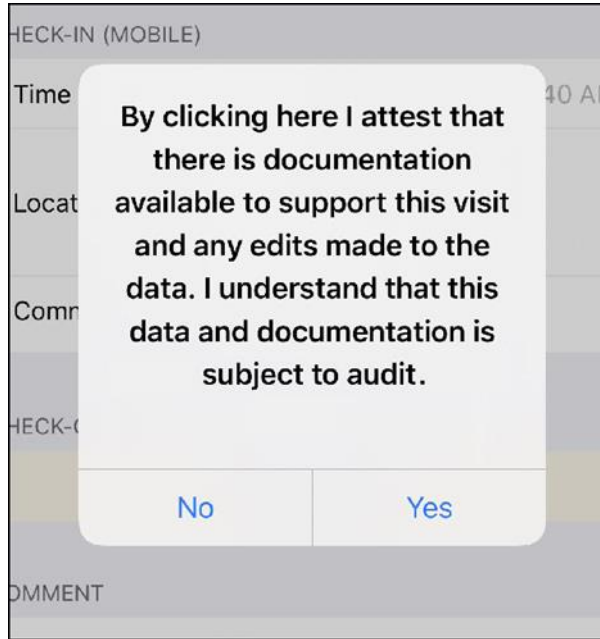 HECK-IN (MOBILE)
Time
40 A
Locat
Com
By clicking here I attest that
there is documentation
available to support this visit
and any edits made to the
data. I understand that this
data and documentation is
subject to audit.
HECK-
No
Yes
OMMENT